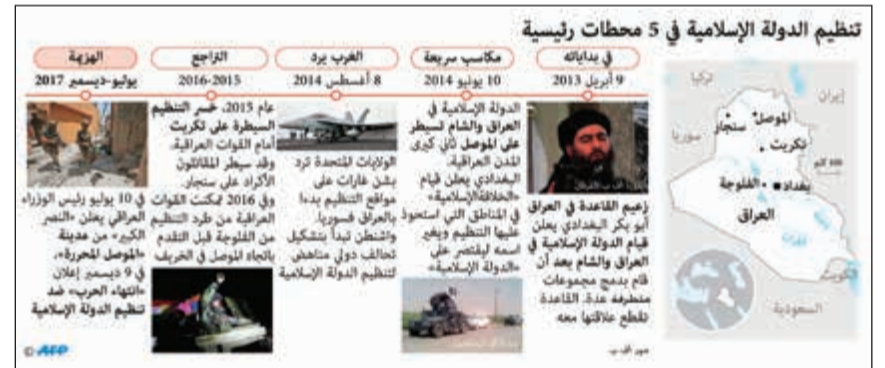 تنظيم الدولة الإسلامية في 5 محطات رئيسية
في بداياته
9 أبريل 2013
زعيم القاعدة في العراق
أبو بكر البغدادي يعلن
قيام الدولة الإسلامية في
العراق والشام بعد أن
قام بدمج مجموعات
متطرفة عدة. القاعدة
تقطع علاقتها معه
مكاسب سريعة
10 يونيو 2014
الدولة الإسلامية في
العراق والشام تسيطر
على الموصل ثاني كبرى
المدن العراقية.
البغدادي يعلن قيام
«الخلافة الإسلامية»
في المناطق التي استحوذ
عليها التنظيم ويغير
اسمه ليقتصر على
«الدولة الإسلامية»
الغرب يرد
8 أغسطس 2014
الولايات المتحدة ترد
بشن غارات على
مواقع التنظيم بدءا
بالعراق فسوريا.
واشنطن تبدأ بتشكيل
تحالف دولي مناهض
لتنظيم الدولة الإسلامية
التراجع
2016-2015
عام 2015، خسر التنظيم
السيطرة على تكريت
أمام القوات العراقية.
وقد سيطر المقاتلون
الأكراد على سنجار
وفي 2016 تمكنت القوات
العراقية من طرد التنظيم
من الفلوجة قبل التقدم
باتجاه الموصل في الخريف
الهزيمة
يوليو-ديسمبر 2017
في 10 يوليو رئيس الوزراء
العراقي يعلن «النصر
الكبير» من مدينة
«الموصل المحررة»،
في 9 ديسمبر إعلان
«انتهاء الحرب» ضد
تنظيم الدولة الإسلامية
تركيا
إيران
سوريا
الموصل
سنجار
تكريت
بغداد
الفلوجة
العراق
الكويت
السعودية
© AFP